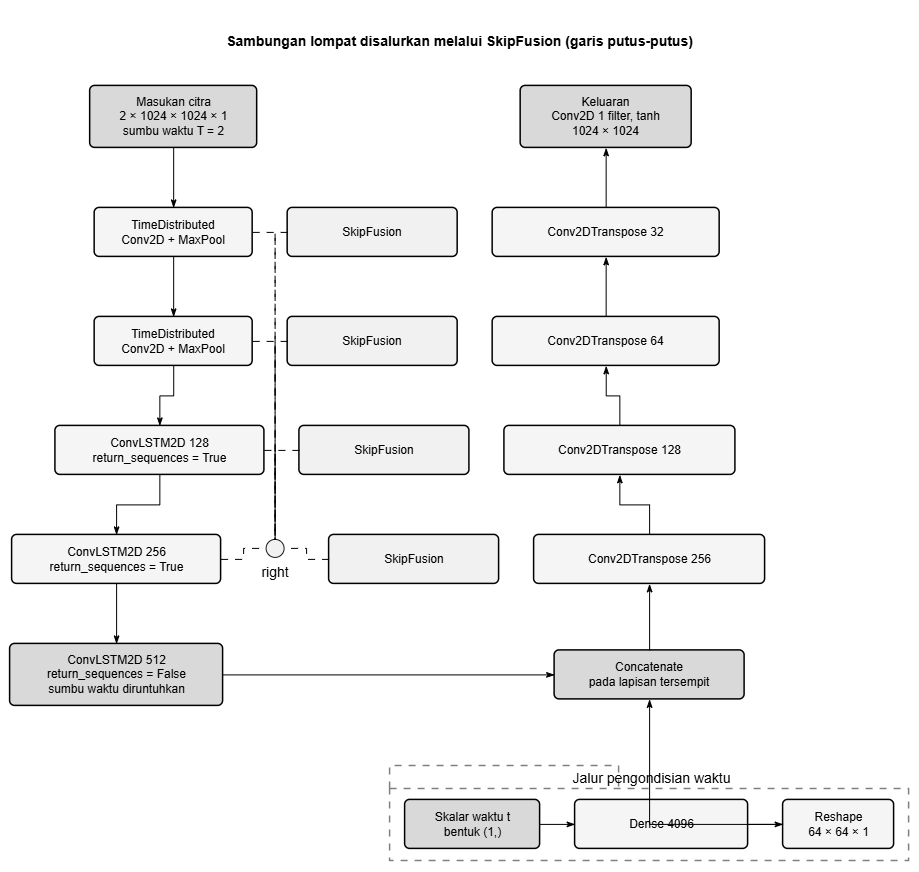 Sambungan lompat disalurkan melalui SkipFusion (garis putus-putus)
Masukan citra
2 × 1024 × 1024 × 1
sumbu waktu T = 2
Keluaran
Conv2D 1 filter, tanh
1024 × 1024
TimeDistributed
Conv2D + MaxPool
SkipFusion
Conv2DTranspose 32
TimeDistributed
Conv2D + MaxPool
SkipFusion
Conv2DTranspose 64
ConvLSTM2D 128
return_sequences = True
SkipFusion
Conv2DTranspose 128
ConvLSTM2D 256
return_sequences = True
right
SkipFusion
Conv2DTranspose 256
ConvLSTM2D 512
return_sequences = False
sumbu waktu diruntuhkan
Concatenate
pada lapisan tersempit
Jalur pengondisian waktu
Skalar waktu t
bentuk (1,)
Dense 4096
Reshape
64 × 64 × 1